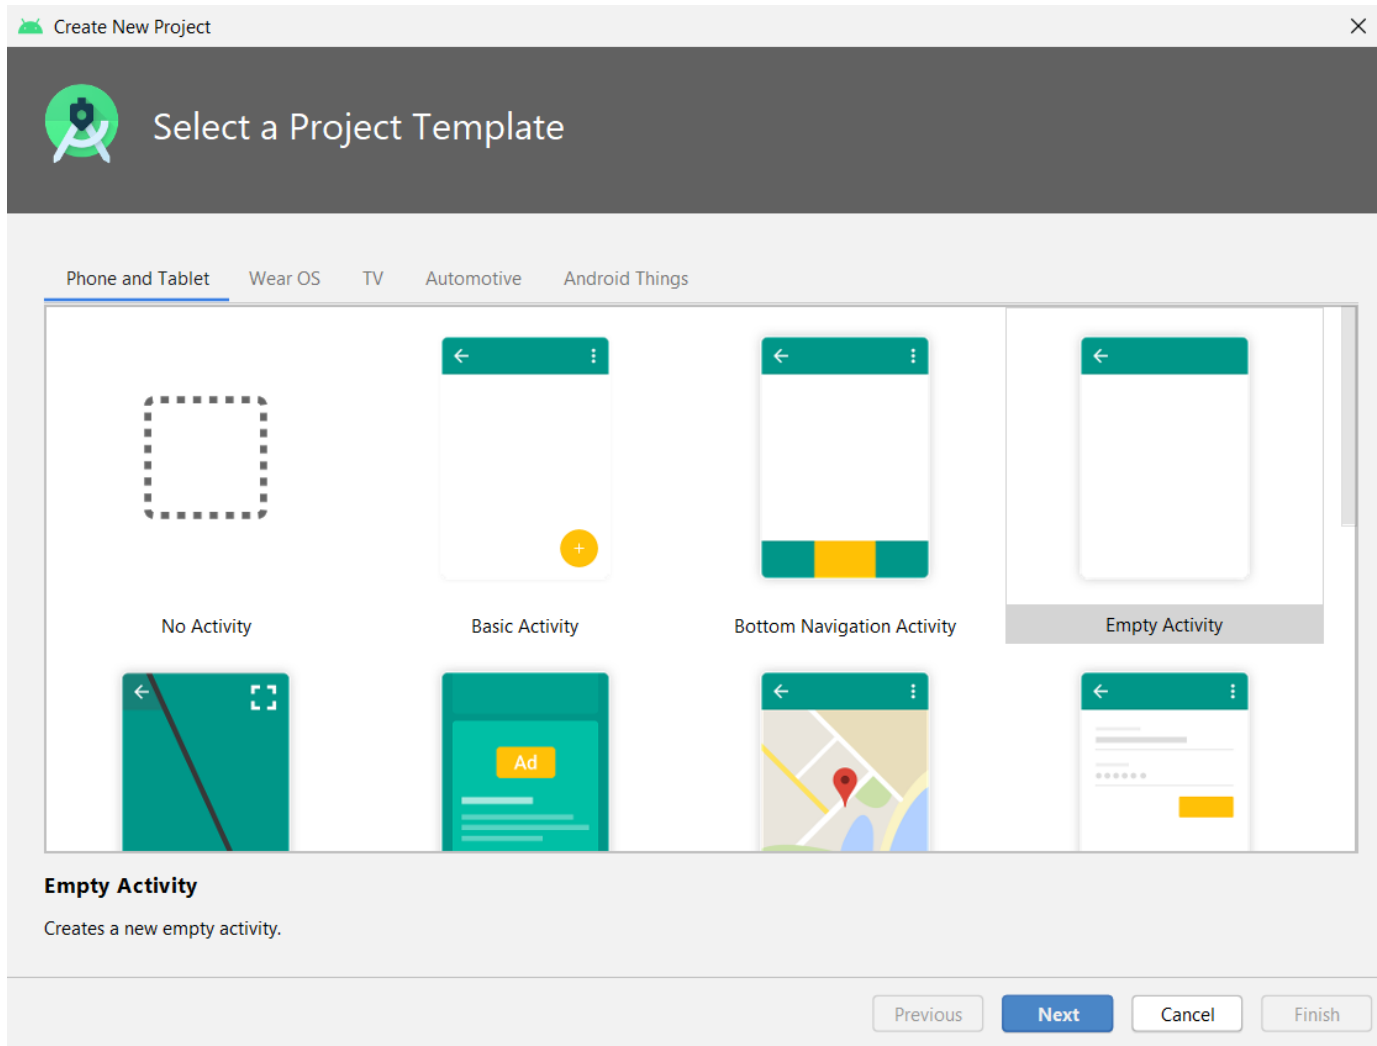 Create New Project
Select a Project Template
Phone and Tablet Wear OS TV Automotive Android Things
No Activity Basic Activity Bottom Navigation Activity Empty Activity
Ad
Empty Activity
Creates a new empty activity.
Previous Next Cancel Finish